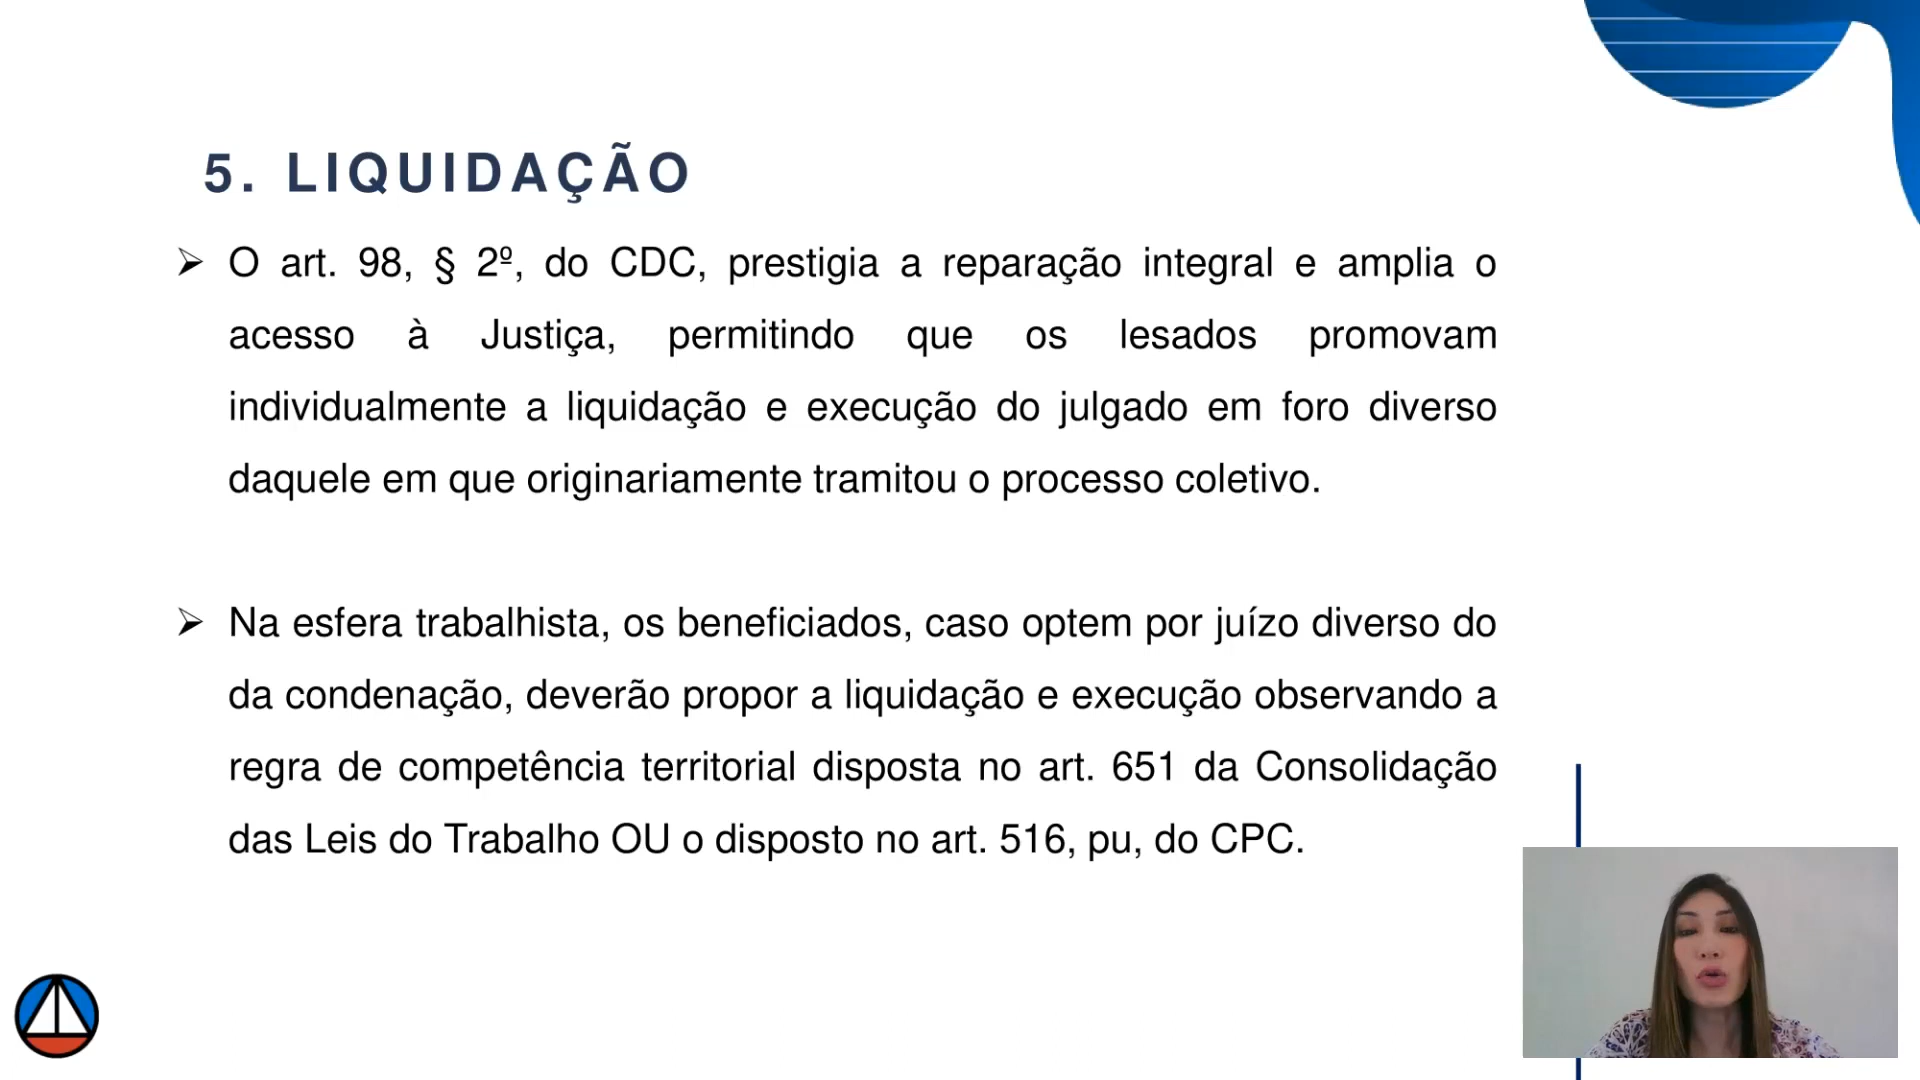 5. LIQUIDAÇÃO
➢ O art. 98, § 2º, do CDC, prestigia a reparação integral e amplia o
acesso à Justiça, permitindo que os lesados promovam
individualmente a liquidação e execução do julgado em foro diverso
daquele em que originariamente tramitou o processo coletivo.
➢ Na esfera trabalhista, os beneficiados, caso optem por juízo diverso do
da condenação, deverão propor a liquidação e execução observando a
regra de competência territorial disposta no art. 651 da Consolidação
das Leis do Trabalho OU o disposto no art. 516, pu, do CPC.